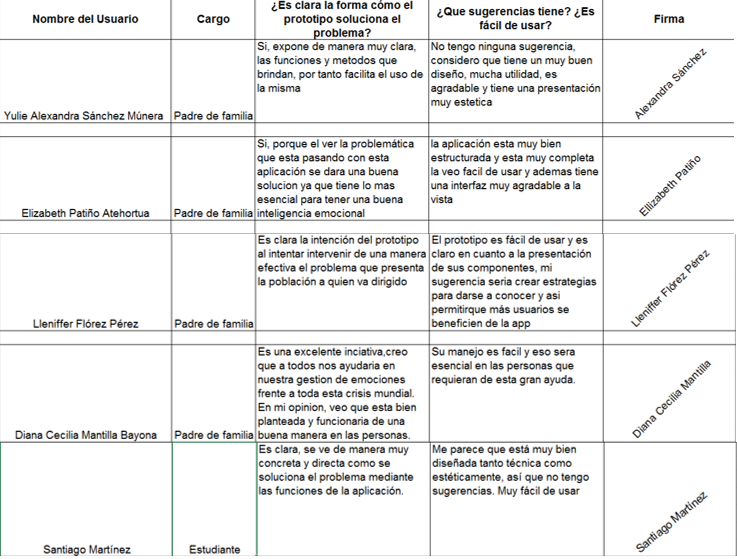 Nombre del Usuario
Cargo
¿Es clara la forma cómo el
prototipo soluciona el
problema?
¿Que sugerencias tiene? ¿Es
fácil de usar?
Firma
Yulie Alexandra Sánchez Múnera
Padre de familia
Si, expone de manera muy clara,
las funciones y metodos que
brindan, por tanto facilita el uso de
la misma
No tengo ninguna sugerencia,
considero que tiene un muy buen
diseño, mucha utilidad, es
agradable y tiene una presentación
muy estetica
Alexandra Sánchez
Elizabeth Patiño Atehortua
Padre de familia
Si, porque el ver la problemática
que esta pasando con esta
aplicación se dara una buena
solucion ya que tiene lo mas
esencial para tener una buena
inteligencia emocional
la aplicación esta muy bien
estructurada y esta muy completa
la veo facil de usar y ademas tiene
una interfaz muy agradable a la
vista
Ellizabeth Patiño
Lleniffer Flórez Pérez
Padre de familia
Es clara la intención del prototipo
al intentar intervenir de una manera
efectiva el problema que presenta
la población a quien va dirigido
El prototipo es fácil de usar y es
claro en cuanto a la presentación
de sus componentes, mi
sugerencia seria crear estrategias
para darse a conocer y asi
permitirque más usuarios se
beneficien de la app
Lleniffer Flórez Pérez
Diana Cecilia Mantilla Bayona
Padre de familia
Es una excelente inciativa,creo
que a todos nos ayudaria en
nuestra gestion de emociones
frente a toda esta crisis mundial.
En mi opinion, veo que esta bien
planteada y funcionaria de una
buena manera en las personas.
Su manejo es facil y eso sera
esencial en las personas que
requieran de esta gran ayuda.
Diana Cecilia Mantilla
Santiago Martínez
Estudiante
Es clara, se ve de manera muy
concreta y directa como se
soluciona el problema mediante
las funciones de la aplicación.
Me parece que está muy bien
diseñada tanto técnica como
estéticamente, así que no tengo
sugerencias. Muy fácil de usar
Santiago Martínez